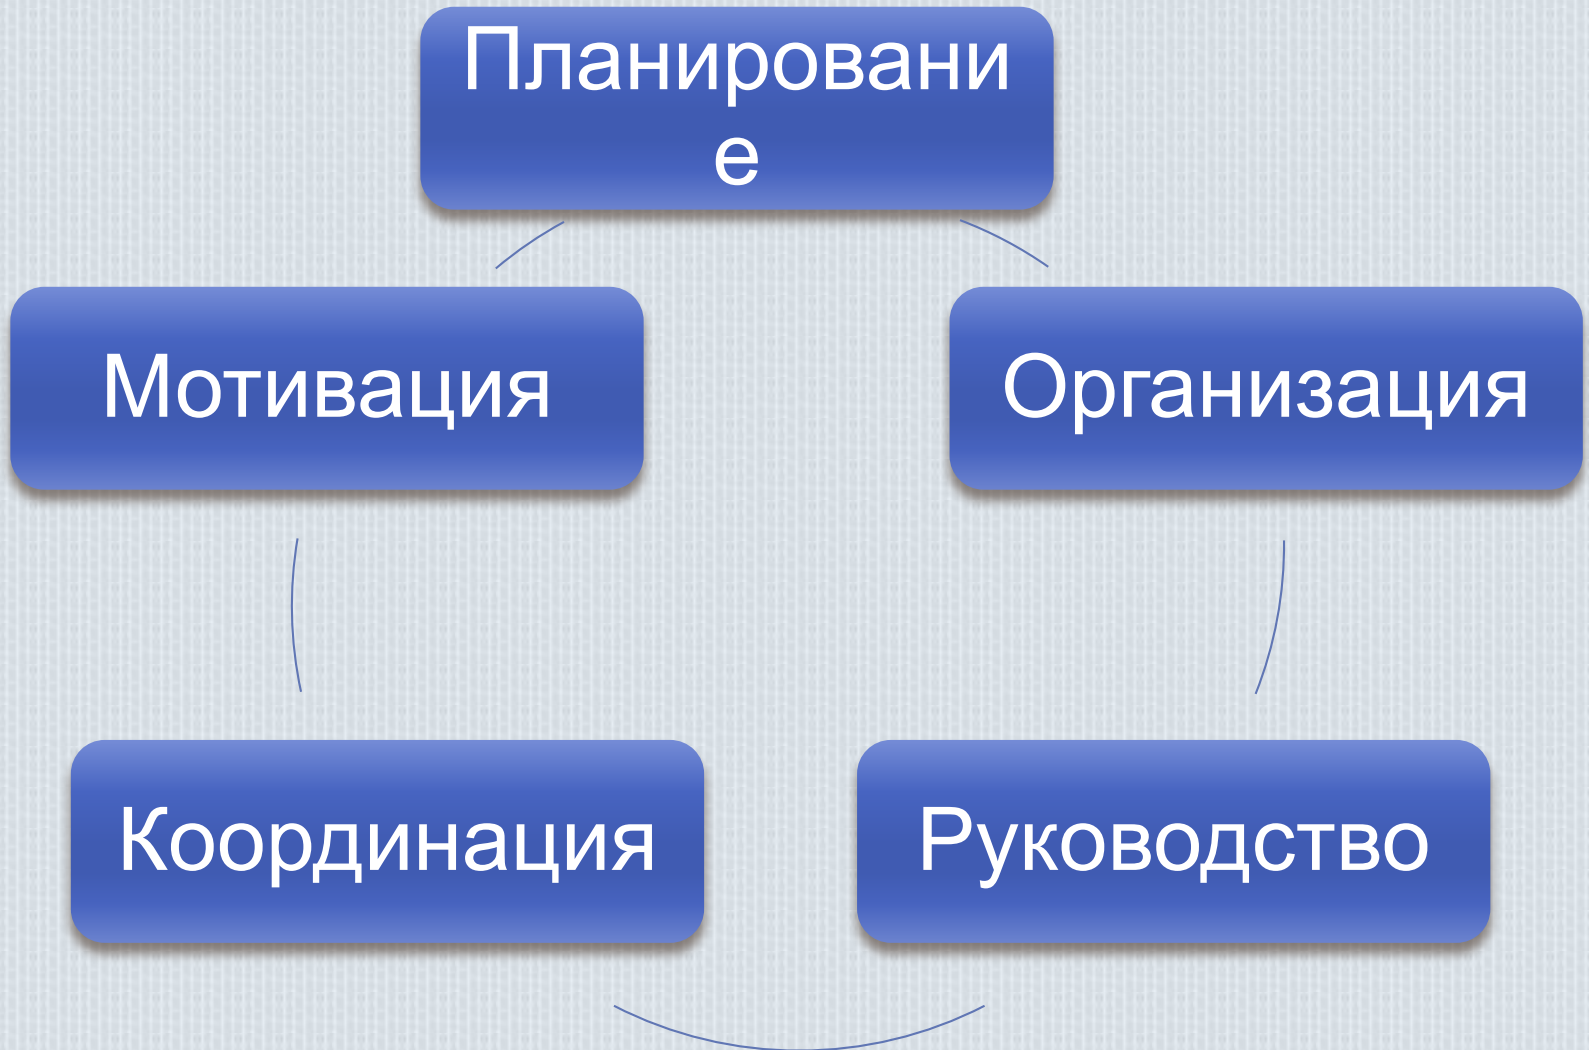 Планировани
е
Мотивация
Организация
Координация
Руководство